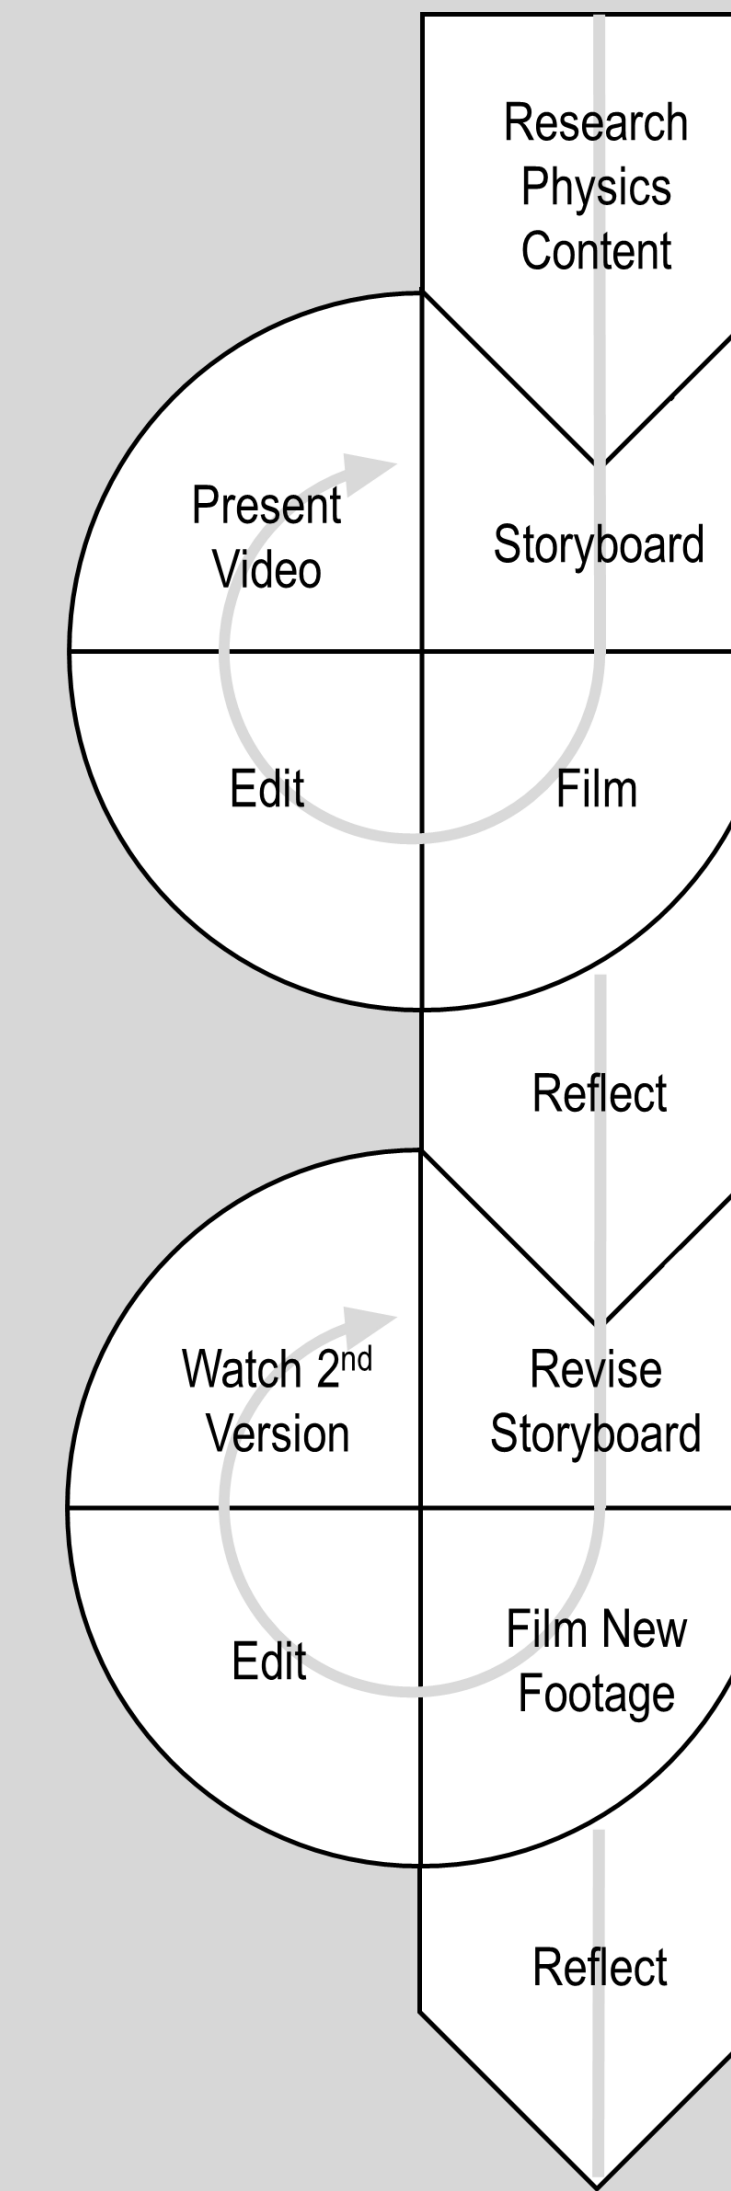 Research
Physics
Content
Storyboard
Film
Edit
Present
Video
Reflect
Revise
Storyboard
Film New
Footage
Edit
Watch 2nd
Version
Reflect